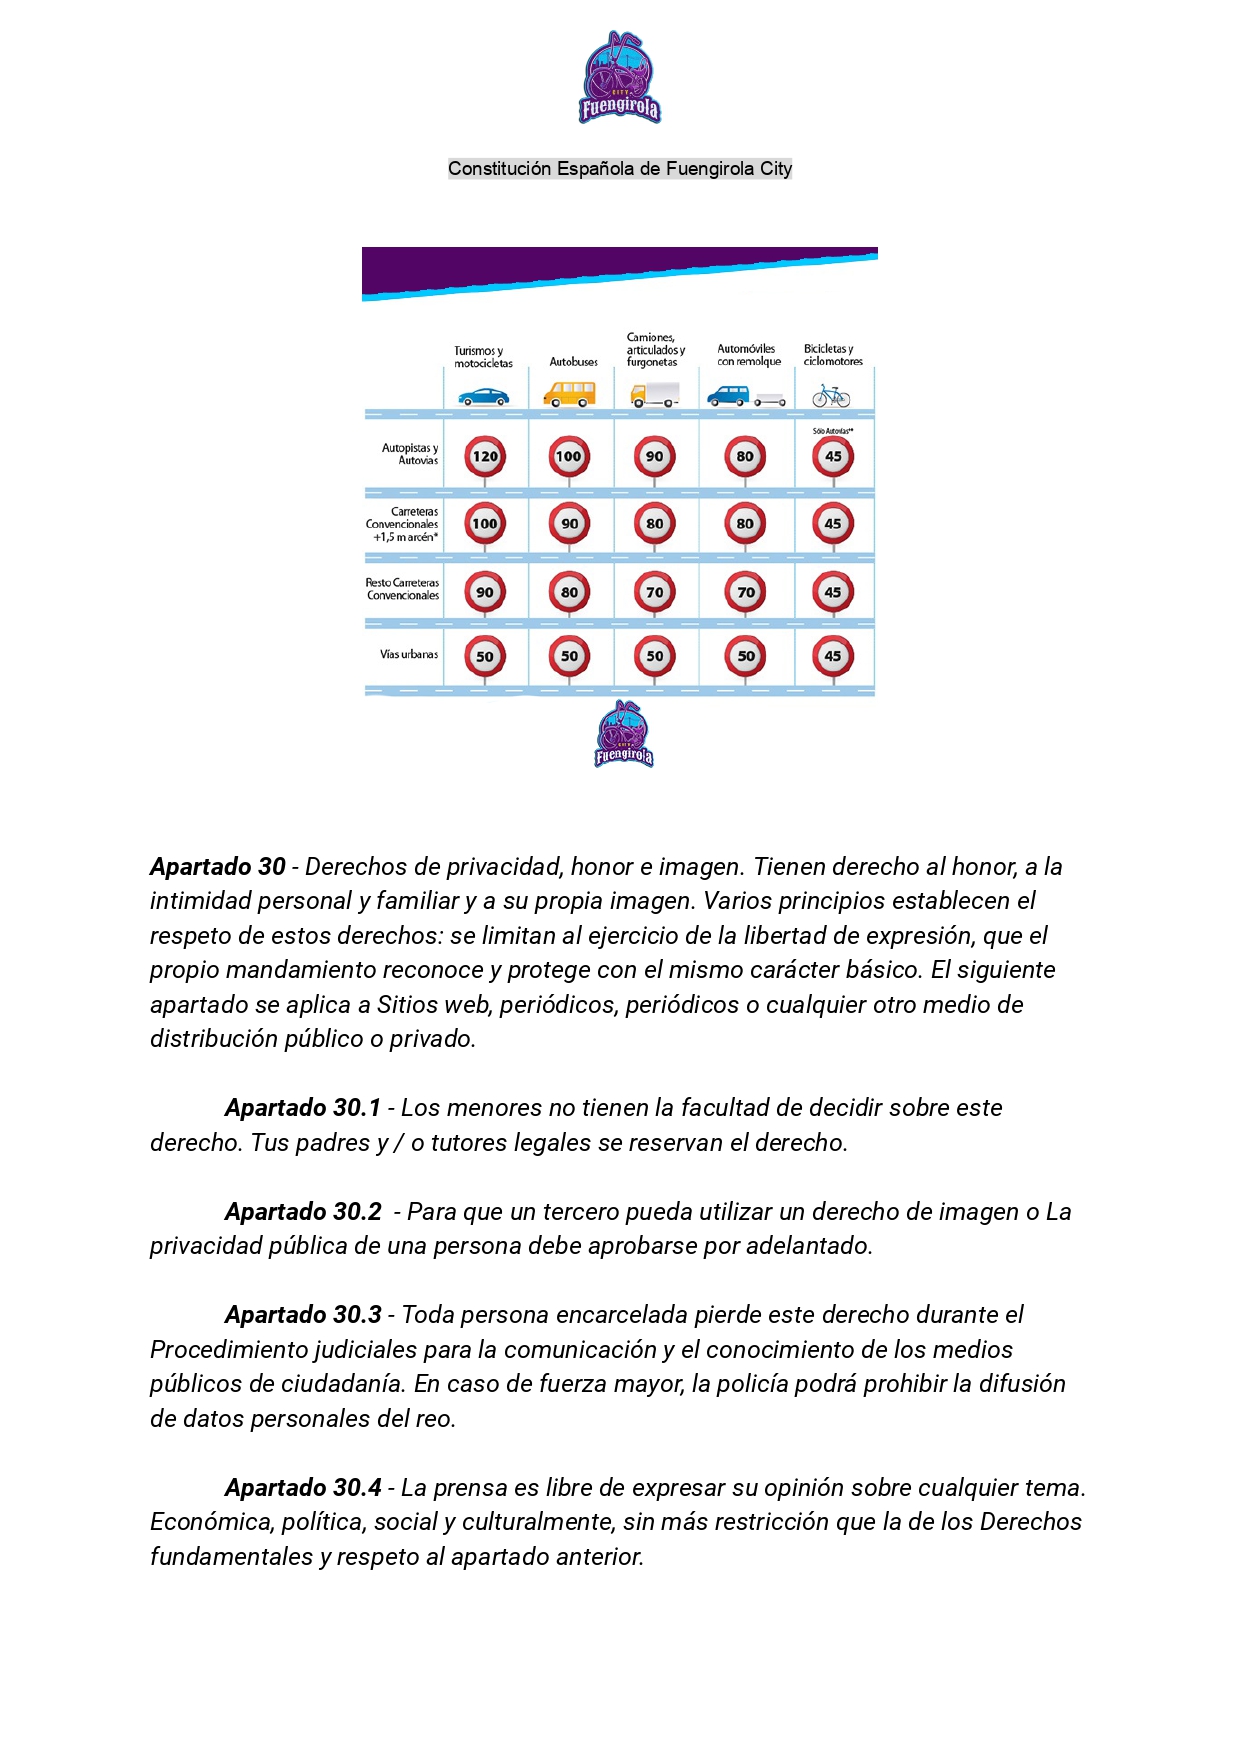 CITY
Fuengirola
Constitución Española de Fuengirola City
Turismos y
motocicletas
Autobuses
Camiones,
articulados y
furgonetas
Automóviles
con remolque
Bicicletas y
ciclomotores
Autopistas y
Autovias
120
100
90
80
Sólo Autovías**
45
Carreteras
Convencionales
+1,5 m arcén*
100
90
80
80
45
Resto Carreteras
Convencionales
90
80
70
70
45
Vías urbanas
50
50
50
50
45
CITY
Fuengirola
Apartado 30 - Derechos de privacidad, honor e imagen. Tienen derecho al honor, a la
intimidad personal y familiar y a su propia imagen. Varios principios establecen el
respeto de estos derechos: se limitan al ejercicio de la libertad de expresión, que el
propio mandamiento reconoce y protege con el mismo carácter básico. El siguiente
apartado se aplica a Sitios web, periódicos, periódicos o cualquier otro medio de
distribución público o privado.
Apartado 30.1 - Los menores no tienen la facultad de decidir sobre este
derecho. Tus padres y / o tutores legales se reservan el derecho.
Apartado 30.2 - Para que un tercero pueda utilizar un derecho de imagen o La
privacidad pública de una persona debe aprobarse por adelantado.
Apartado 30.3 - Toda persona encarcelada pierde este derecho durante el
Procedimiento judiciales para la comunicación y el conocimiento de los medios
públicos de ciudadanía. En caso de fuerza mayor, la policía podrá prohibir la difusión
de datos personales del reo.
Apartado 30.4 - La prensa es libre de expresar su opinión sobre cualquier tema.
Económica, política, social y culturalmente, sin más restricción que la de los Derechos
fundamentales y respeto al apartado anterior.